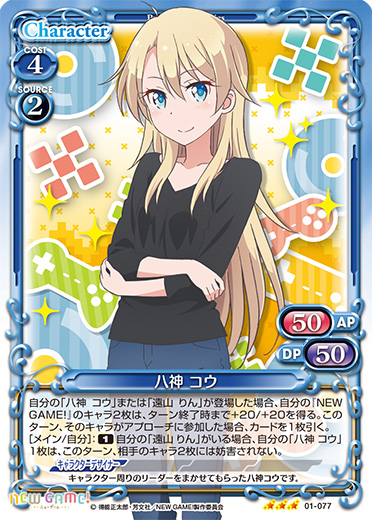 Character
COST
4
SOURCE
2
50 AP
DP 50
八神 コウ
自分の「八神 コウ」または「遠山 りん」が登場した場合、自分の「NEW
GAME!」のキャラ2枚は、ターン終了時まで+20/+20を得る。このター
ン、そのキャラがアプローチに参加した場合、カードを1枚引く。
[メイン/自分]:1 自分の「遠山 りん」がいる場合、自分の「八神 コウ」
1枚は、このターン、相手のキャラ2枚には妨害されない。
キャラクターデザイナー
キャラクター周りのリーダーをまかせてもらった八神コウです。
NEW GAME!
© 得能正太郎・芳文社/NEW GAME!製作委員会
01-077